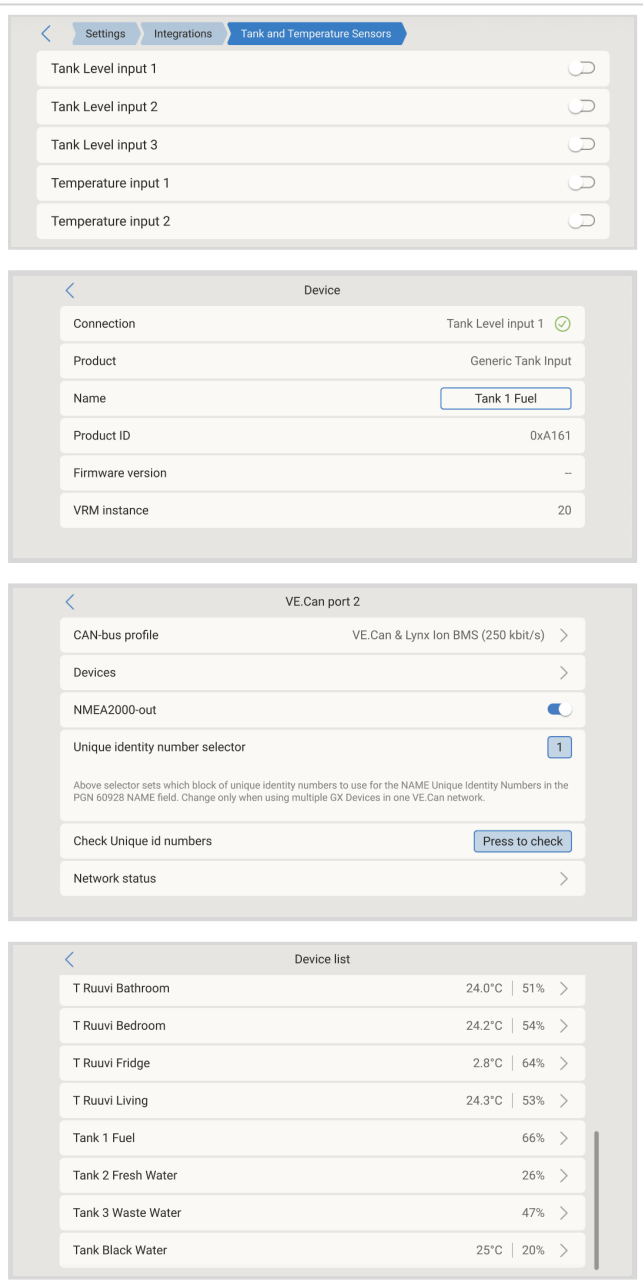 Settings Integrations Tank and Temperature Sensors
Tank Level input 1
Tank Level input 2
Tank Level input 3
Temperature input 1
Temperature input 2
Device
Connection Tank Level input 1
Product Generic Tank Input
Name Tank 1 Fuel
Product ID 0xA161
Firmware version --
VRM instance 20
VE.Can port 2
CAN-bus profile VE.Can & Lynx Ion BMS (250 kbit/s)
Devices
NMEA2000-out
Unique identity number selector 1
Above selector sets which block of unique identity numbers to use for the NAME Unique Identity Numbers in the
PGN 60928 NAME field. Change only when using multiple GX Devices in one VE.Can network.
Check Unique id numbers Press to check
Network status
Device list
T Ruuvi Bathroom 24.0°C 51%
T Ruuvi Bedroom 24.2°C 54%
T Ruuvi Fridge 2.8°C 64%
T Ruuvi Living 24.3°C 53%
Tank 1 Fuel 66%
Tank 2 Fresh Water 26%
Tank 3 Waste Water 47%
Tank Black Water 25°C 20%